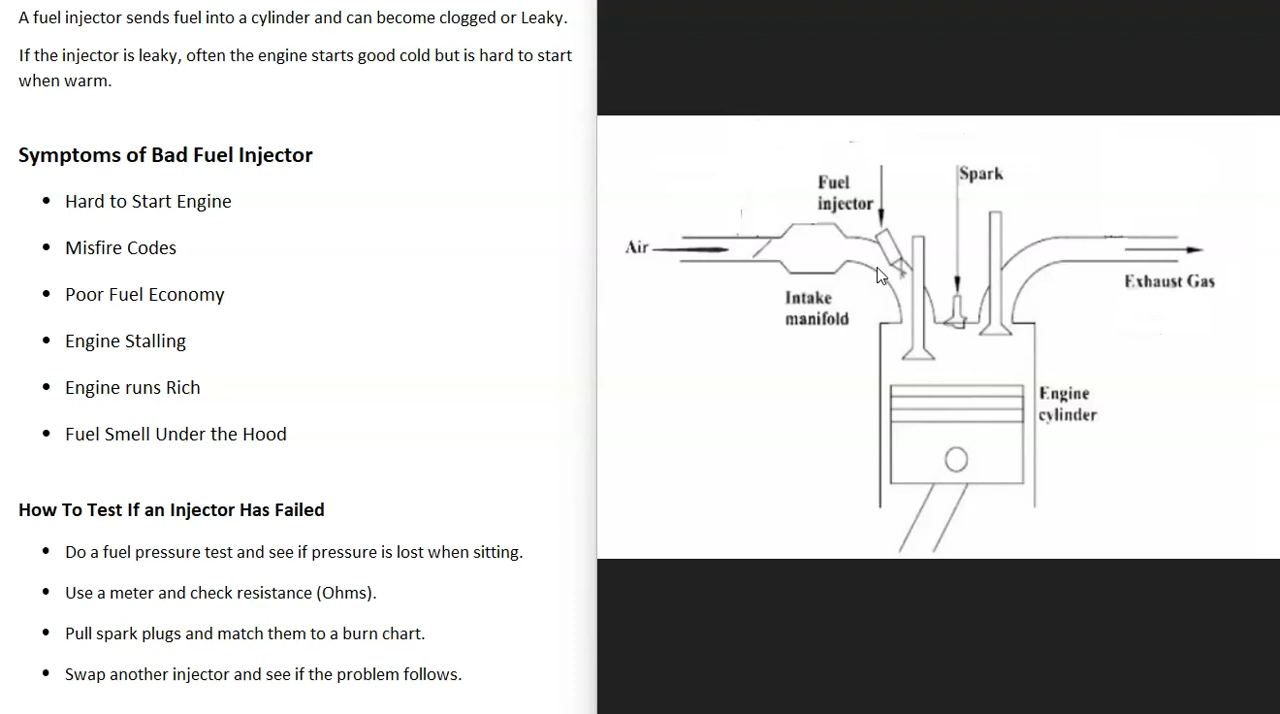 A fuel injector sends fuel into a cylinder and can become clogged or Leaky.
If the injector is leaky, often the engine starts good cold but is hard to start
when warm.
Symptoms of Bad Fuel Injector
• Hard to Start Engine
• Misfire Codes
• Poor Fuel Economy
• Engine Stalling
• Engine runs Rich
• Fuel Smell Under the Hood
How To Test If an Injector Has Failed
• Do a fuel pressure test and see if pressure is lost when sitting.
• Use a meter and check resistance (Ohms).
• Pull spark plugs and match them to a burn chart.
• Swap another injector and see if the problem follows.
Fuel
injector
Spark
Air
Intake
manifold
Exhaust Gas
Engine
cylinder